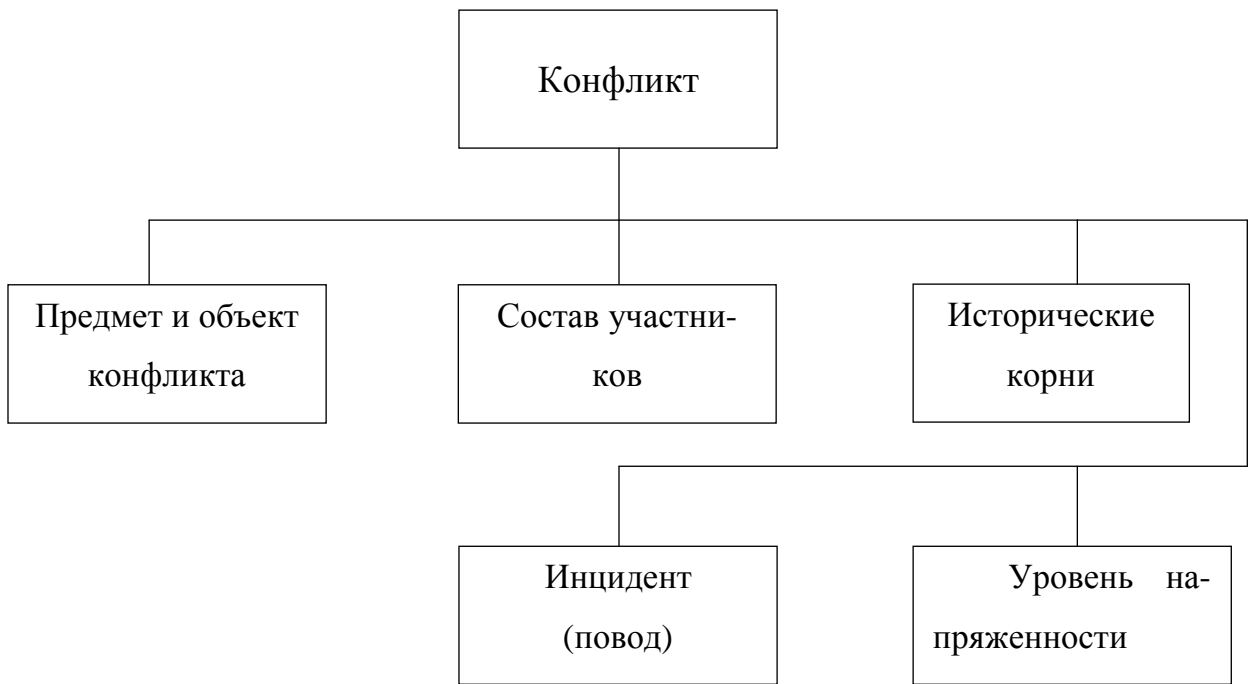 Конфликт
Предмет и объект
конфликта
Состав участни-
ков
Исторические
корни
Инцидент
(повод)
Уровень на-
пряженности